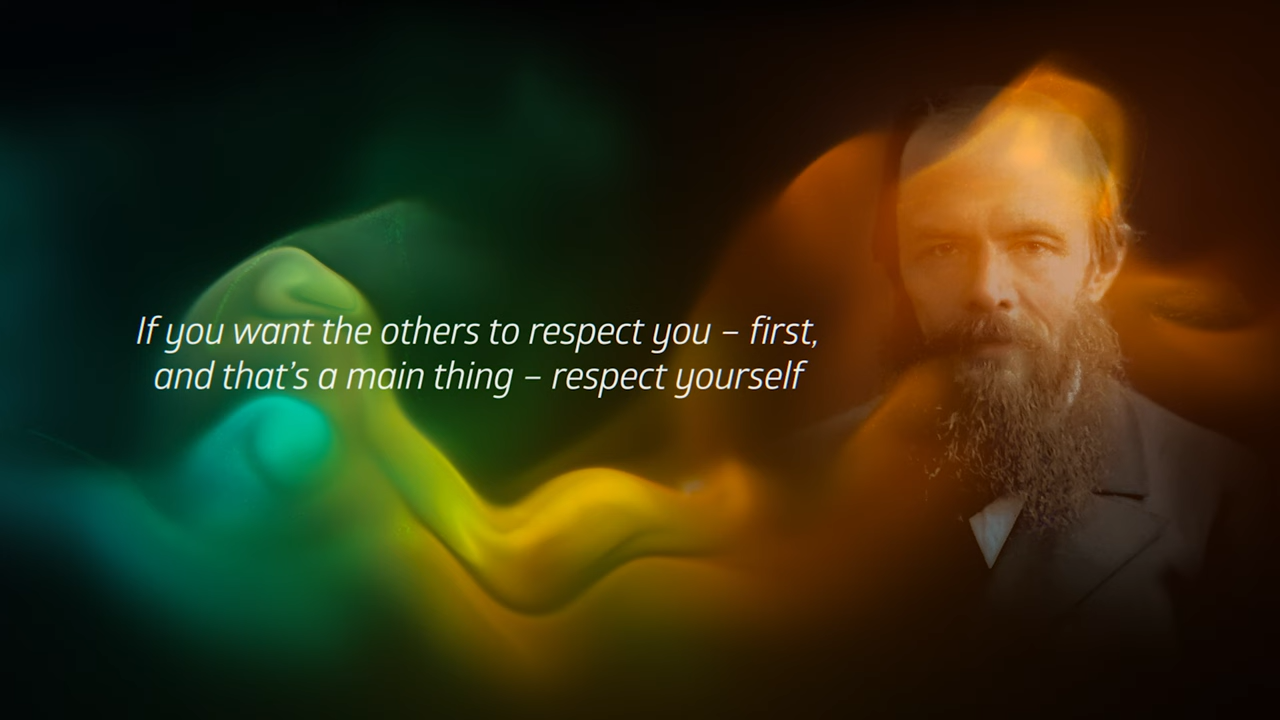 If you want the others to respect you – first,
and that’s a main thing – respect yourself